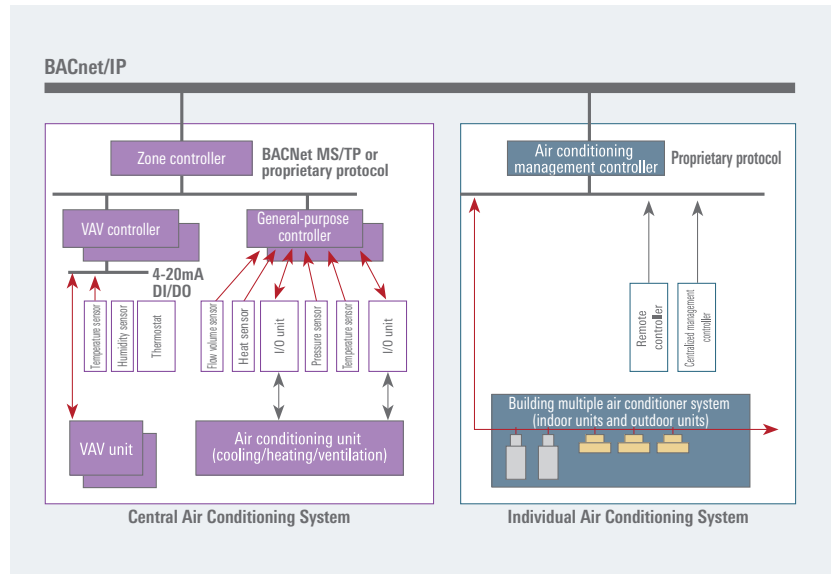 BACnet/IP
Zone controller
BACNet MS/TP or
proprietary protocol
VAV controller
General-purpose
controller
4-20mA
DI/DO
Temperature sensor
Humidity sensor
Thermostat
Flow volume sensor
Heat sensor
I/O unit
Pressure sensor
Temperature sensor
I/O unit
VAV unit
Air conditioning unit
(cooling/heating/ventilation)
Central Air Conditioning System
Air conditioning
management controller
Proprietary protocol
Remote
controller
Centralized management
controller
Building multiple air conditioner system
(indoor units and outdoor units)
Individual Air Conditioning System